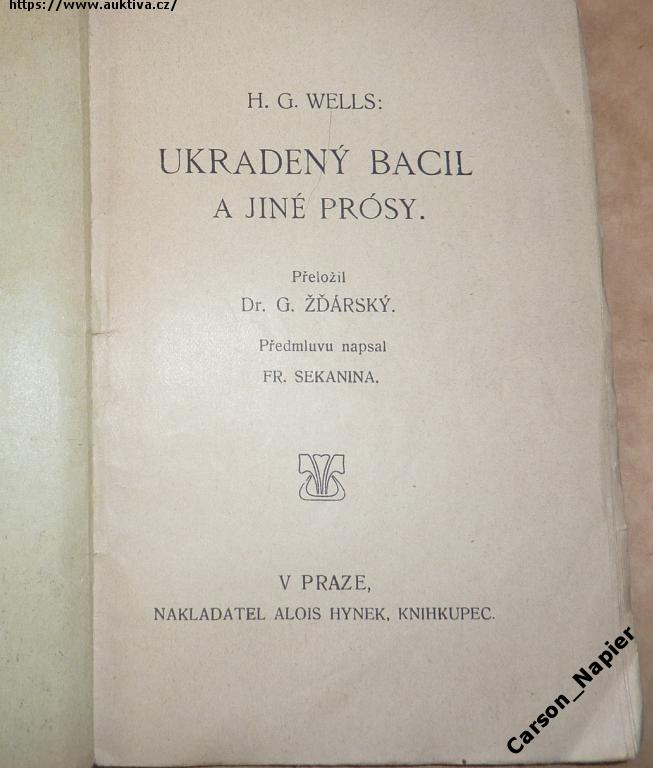 https://www.auktiva.cz/
H. G. WELLS:
UKRADENÝ BACIL
A JINÉ PRÓSY.
Přeložil
Dr. G. ŽĎÁRSKÝ.
Předmluvu napsal
FR. SEKANINA.
V PRAZE,
NAKLADATEL ALOIS HYNEK, KNIHKUPEC.
Carson_Napier